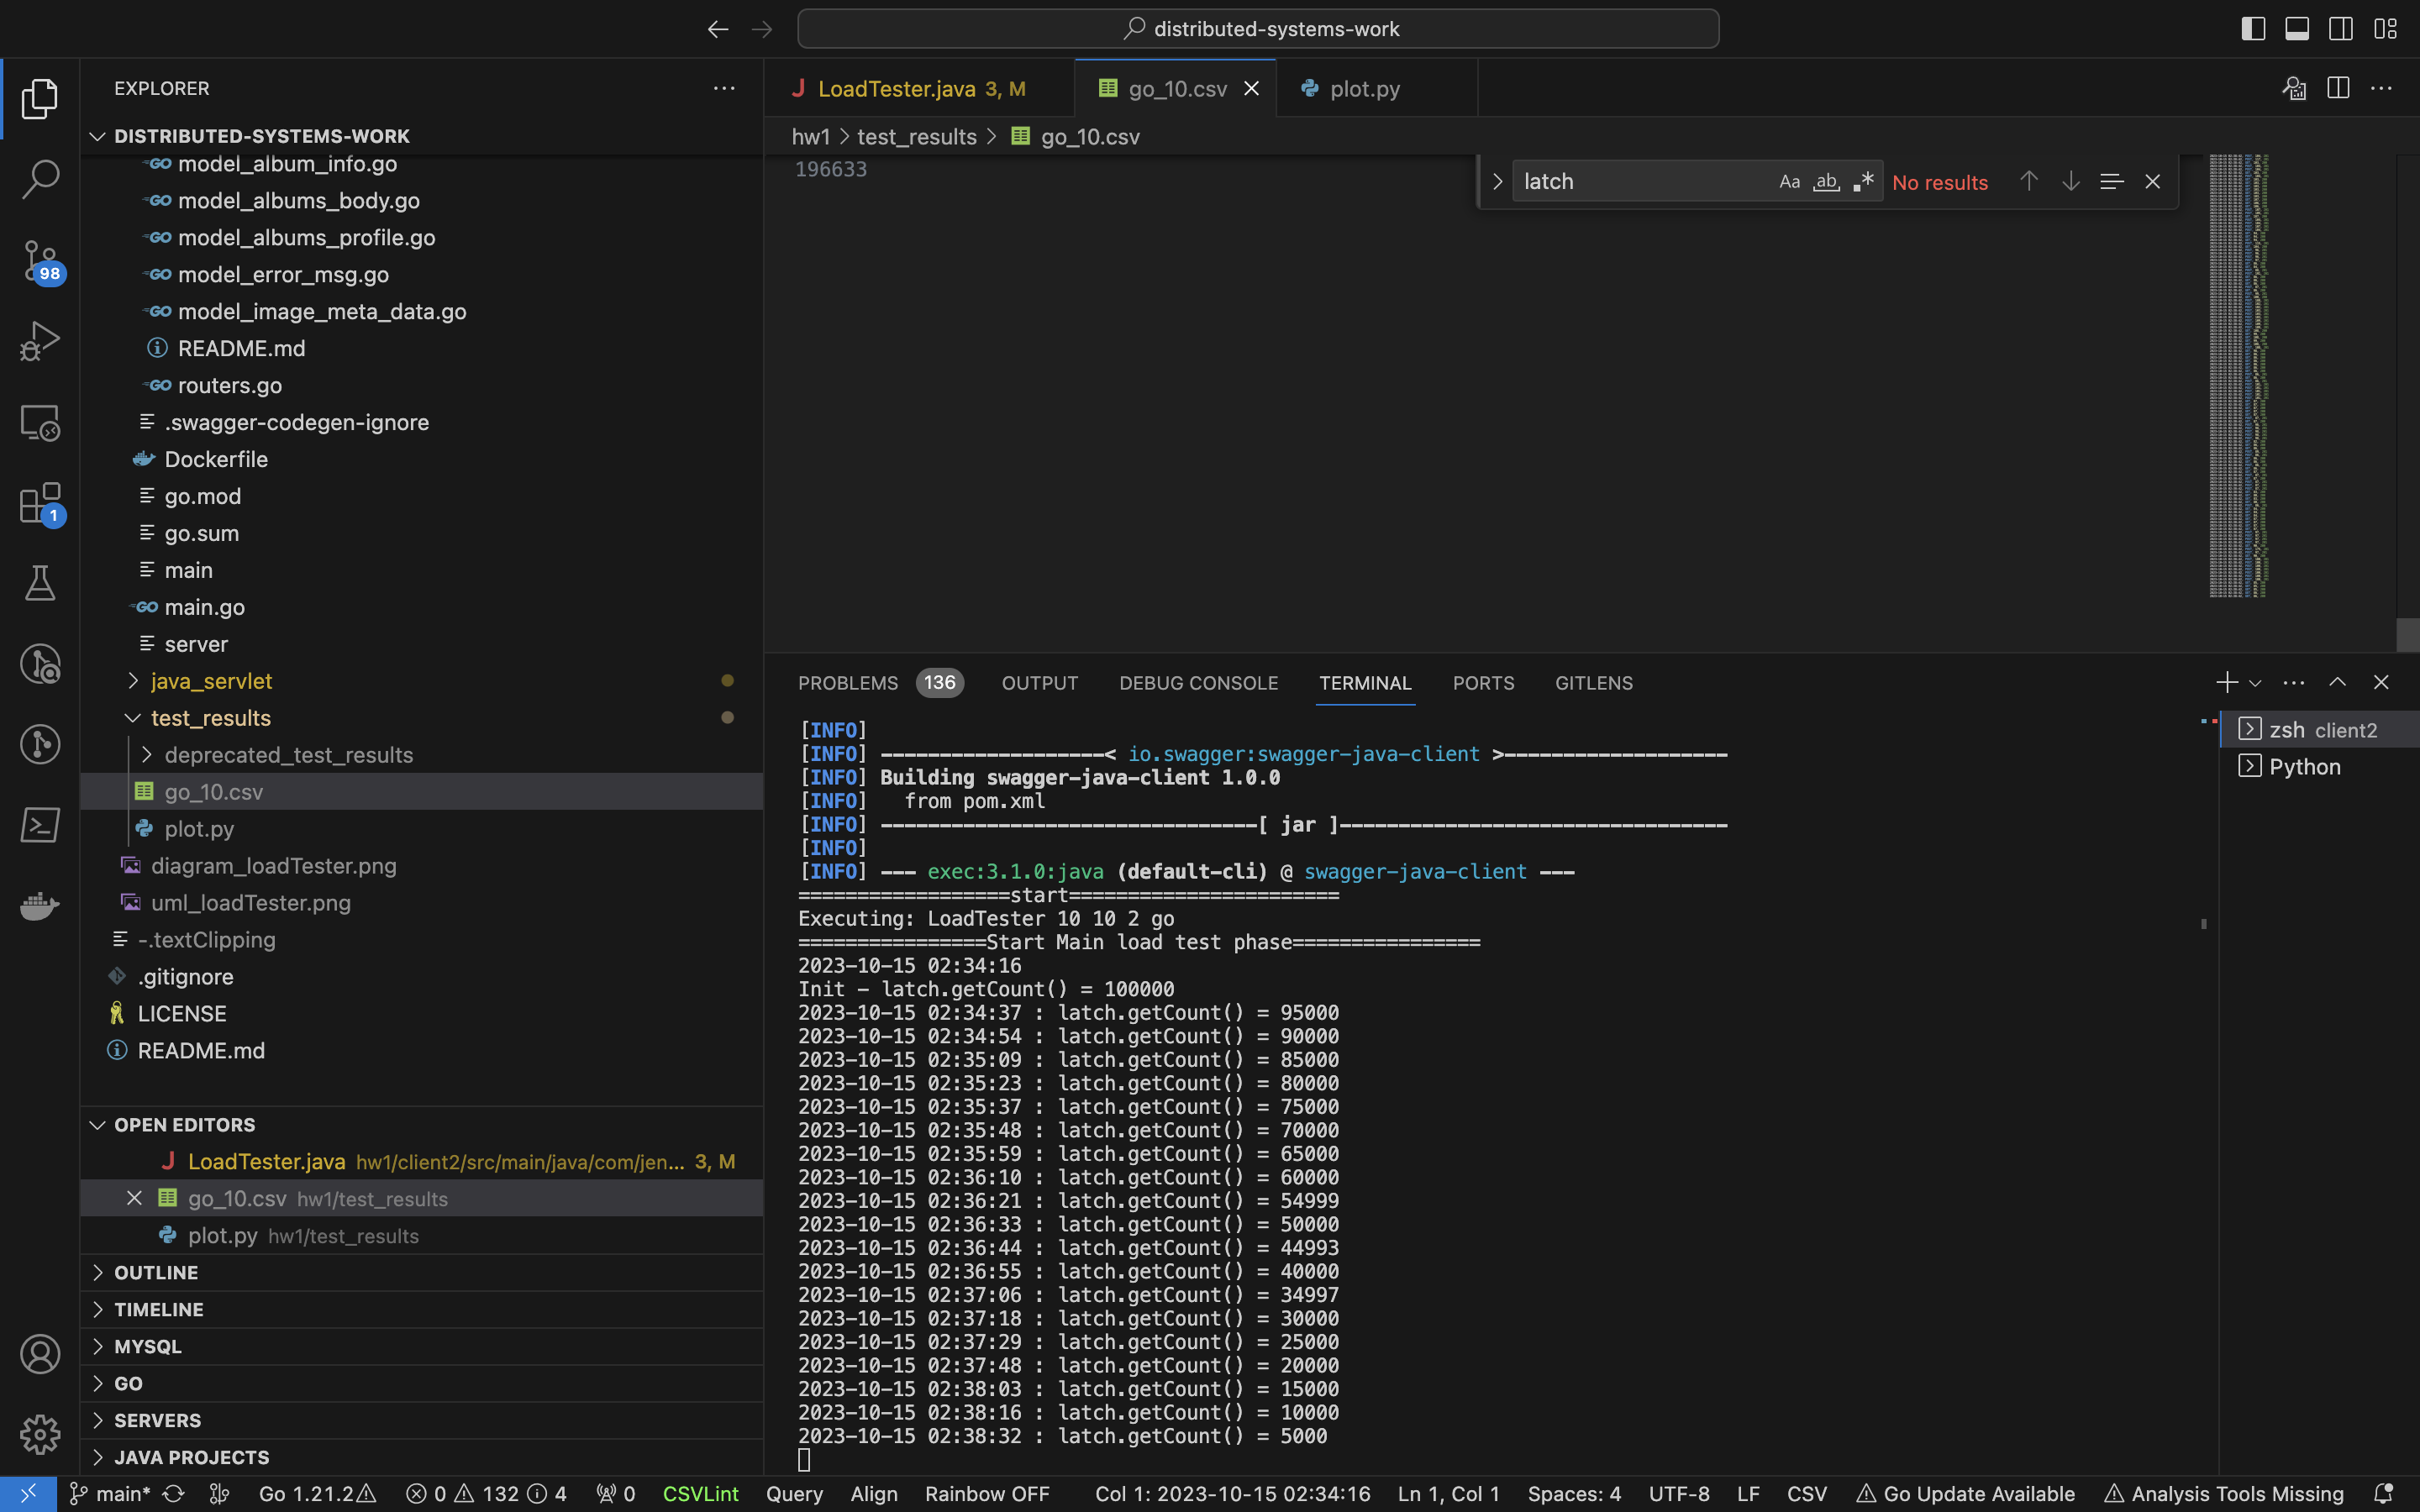 distributed-systems-work
EXPLORER
DISTRIBUTED-SYSTEMS-WORK
model_album_info.go
model_albums_body.go
model_albums_profile.go
model_error_msg.go
model_image_meta_data.go
README.md
routers.go
.swagger-codegen-ignore
Dockerfile
go.mod
go.sum
main
main.go
server
java_servlet
test_results
deprecated_test_results
go_10.csv
plot.py
diagram_loadTester.png
uml_loadTester.png
-.textClipping
.gitignore
LICENSE
README.md
OPEN EDITORS
LoadTester.java hw1/client2/src/main/java/com/jen... 3, M
go_10.csv hw1/test_results
plot.py hw1/test_results
OUTLINE
TIMELINE
MYSQL
GO
SERVERS
JAVA PROJECTS
98
1
LoadTester.java 3, M
go_10.csv
plot.py
hw1 > test_results > go_10.csv
196633
latch
Aa
ab
No results
PROBLEMS 136 OUTPUT DEBUG CONSOLE TERMINAL PORTS GITLENS
[INFO]
[INFO] -------------------< io.swagger:swagger-java-client >-------------------
[INFO] Building swagger-java-client 1.0.0
[INFO]   from pom.xml
[INFO] --------------------------------[ jar ]---------------------------------
[INFO]
[INFO] --- exec:3.1.0:java (default-cli) @ swagger-java-client ---
==================start=======================
Executing: LoadTester 10 10 2 go
================Start Main load test phase================
2023-10-15 02:34:16
Init - latch.getCount() = 100000
2023-10-15 02:34:37 : latch.getCount() = 95000
2023-10-15 02:34:54 : latch.getCount() = 90000
2023-10-15 02:35:09 : latch.getCount() = 85000
2023-10-15 02:35:23 : latch.getCount() = 80000
2023-10-15 02:35:37 : latch.getCount() = 75000
2023-10-15 02:35:48 : latch.getCount() = 70000
2023-10-15 02:35:59 : latch.getCount() = 65000
2023-10-15 02:36:10 : latch.getCount() = 60000
2023-10-15 02:36:21 : latch.getCount() = 54999
2023-10-15 02:36:33 : latch.getCount() = 50000
2023-10-15 02:36:44 : latch.getCount() = 44993
2023-10-15 02:36:55 : latch.getCount() = 40000
2023-10-15 02:37:06 : latch.getCount() = 34997
2023-10-15 02:37:18 : latch.getCount() = 30000
2023-10-15 02:37:29 : latch.getCount() = 25000
2023-10-15 02:37:48 : latch.getCount() = 20000
2023-10-15 02:38:03 : latch.getCount() = 15000
2023-10-15 02:38:16 : latch.getCount() = 10000
2023-10-15 02:38:32 : latch.getCount() = 5000
zsh client2
Python
main* Go 1.21.2 0 132 4 0 CSVLint Query Align Rainbow OFF Col 1: 2023-10-15 02:34:16 Ln 1, Col 1 Spaces: 4 UTF-8 LF CSV Go Update Available Analysis Tools Missing